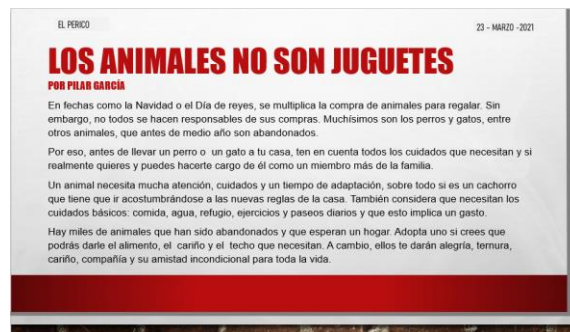 EL PERICO
23 – MARZO -2021
LOS ANIMALES NO SON JUGUETES
POR PILAR GARCÍA
En fechas como la Navidad o el Día de reyes, se multiplica la compra de animales para regalar. Sin
embargo, no todos se hacen responsables de sus compras. Muchísimos son los perros y gatos, entre
otros animales, que antes de medio año son abandonados.
Por eso, antes de llevar un perro o un gato a tu casa, ten en cuenta todos los cuidados que necesitan y si
realmente quieres y puedes hacerte cargo de él como un miembro más de la familia.
Un animal necesita mucha atención, cuidados y un tiempo de adaptación, sobre todo si es un cachorro
que tiene que ir acostumbrándose a las nuevas reglas de la casa. También considera que necesitan los
cuidados básicos: comida, agua, refugio, ejercicios y paseos diarios y que esto implica un gasto.
Hay miles de animales que han sido abandonados y que esperan un hogar. Adopta uno si crees que
podrás darle el alimento, el cariño y el techo que necesitan. A cambio, ellos te darán alegría, ternura,
cariño, compañía y su amistad incondicional para toda la vida.